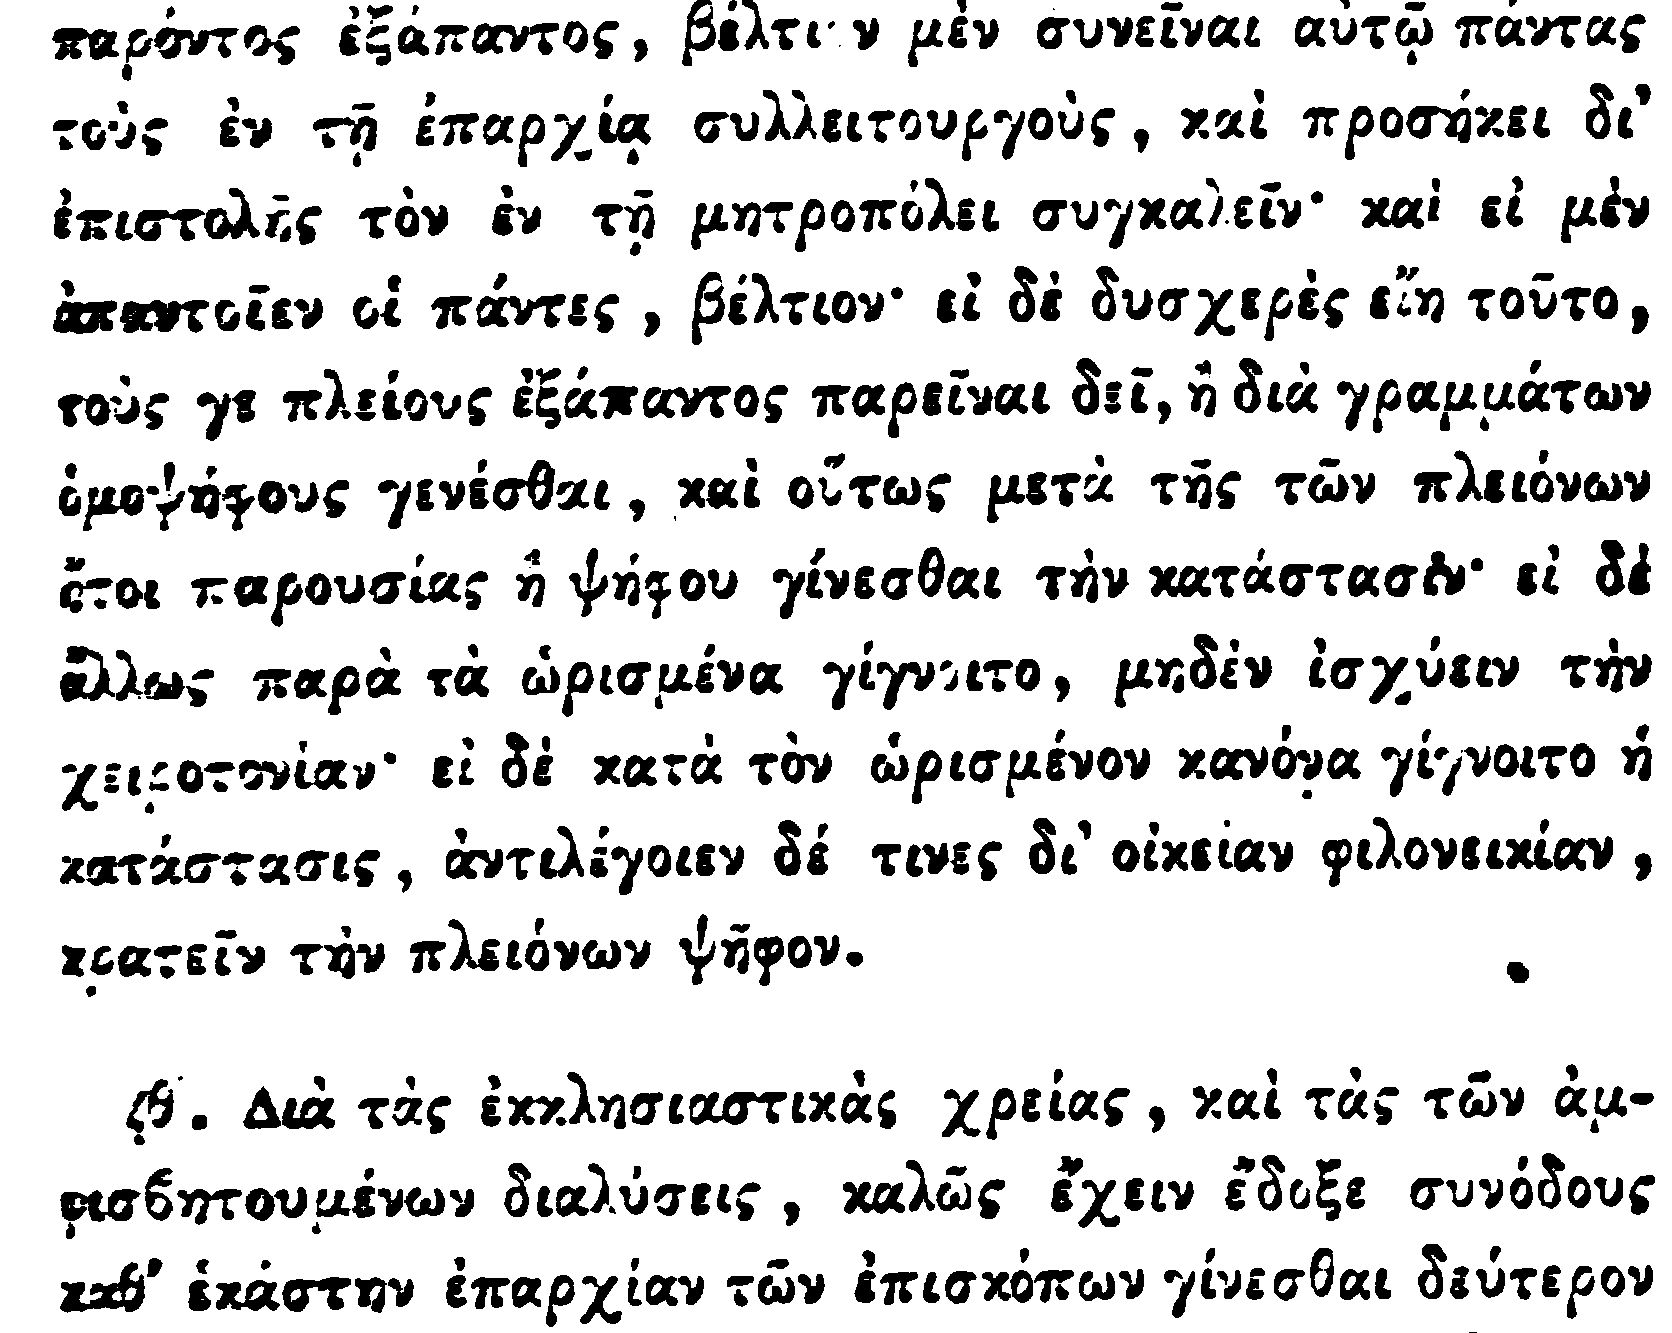 παρόντος ἐξάπαντος, βέλτιον μὲν συνεῖναι αὐτῷ πάντας
τοὺς ἐν τῇ ἐπαρχίᾳ συλλειτουργοὺς, καὶ προσήκει δι'
ἐπιστολῆς τὸν ἐν τῇ μητροπόλει συγκαλεῖν· καὶ εἰ μὲν
ἀπαντοῖεν οἱ πάντες, βέλτιον· εἰ δὲ δυσχερὲς εἴη τοῦτο,
τοὺς γε πλείους ἐξάπαντος παρεῖναι δεῖ, ἢ διὰ γραμμάτων
ὁμοψήφους γενέσθαι, καὶ οὕτως μετὰ τῆς τῶν πλειόνων
ἤτοι παρουσίας ἢ ψήφου γίνεσθαι τὴν κατάστασιν· εἰ δὲ
ἄλλως παρὰ τὰ ὡρισμένα γίγνοιτο, μηδὲν ἰσχύειν τὴν
χειροτονίαν· εἰ δὲ κατὰ τὸν ὡρισμένον κανόνα γίγνοιτο ἡ
κατάστασις, ἀντιλέγοιεν δέ τινες δι' οἰκείαν φιλονεικίαν,
κρατεῖν τὴν πλειόνων ψῆφον.
Διὰ τὰς ἐκκλησιαστικὰς χρείας, καὶ τὰς τῶν ἀμ-
φισβητουμένων διαλύσεις, καλῶς ἔχειν ἔδοξε συνόδους
καθ' ἑκάστην ἐπαρχίαν τῶν ἐπισκόπων γίνεσθαι δεύτερον